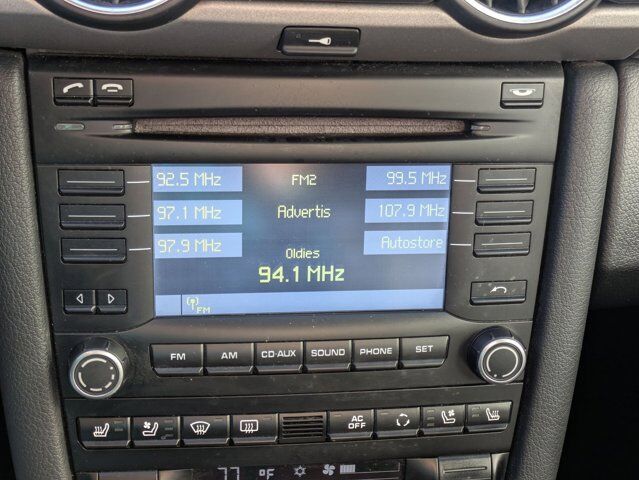 92.5 MHz FM2 99.5 MHz
97.1 MHz Advertis 107.9 MHz
97.9 MHz Autostore
Oldies
94.1 MHz
FM
FM AM CD·AUX SOUND PHONE SET
AC OFF
77 °F